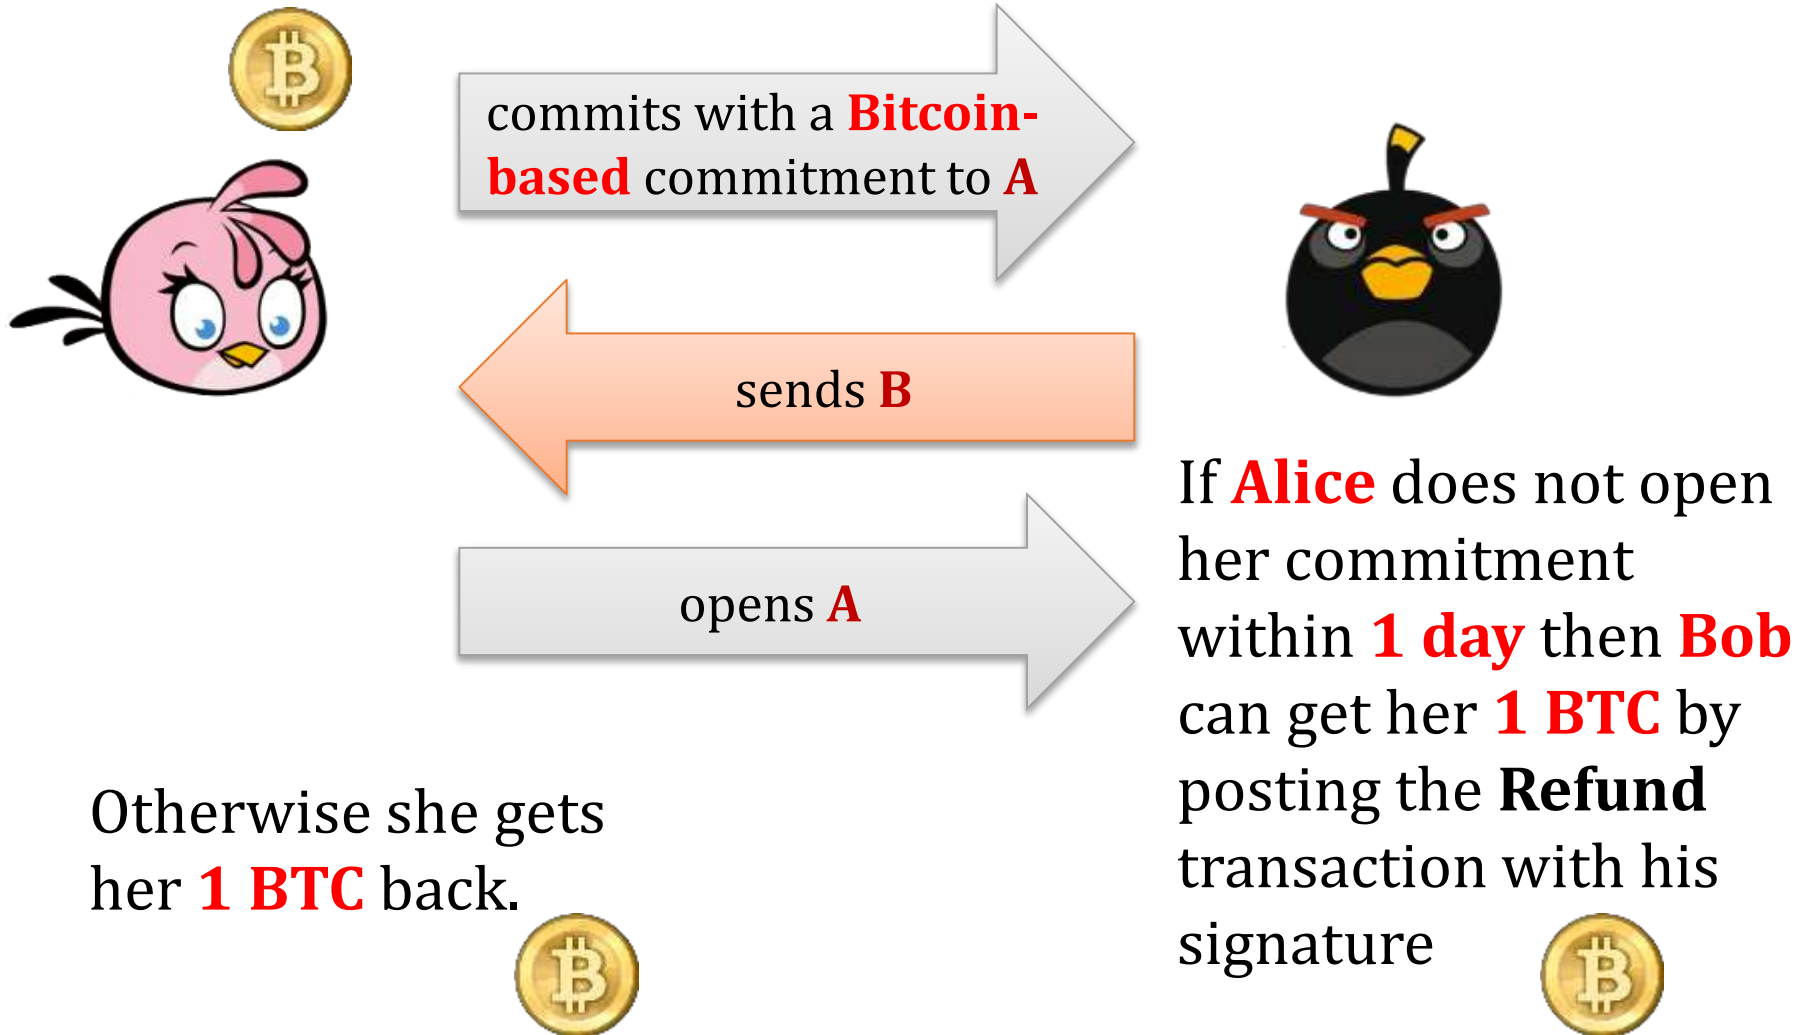 commits with a Bitcoin-
based commitment to A
sends B
opens A
If Alice does not open
her commitment
within 1 day then Bob
can get her 1 BTC by
posting the Refund
transaction with his
signature
Otherwise she gets
her 1 BTC back.